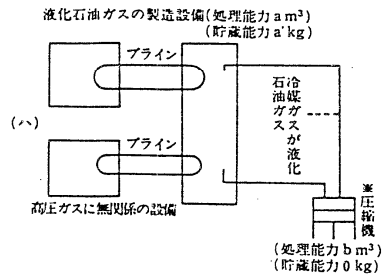 液化石油ガスの製造設備(処理能力am³)
(貯蔵能力a'kg)
ブライン
(ハ)
冷媒ガスが液化
石油ガス
ブライン
高圧ガスに無関係の設備
※圧縮機
(処理能力bm³)
(貯蔵能力0kg)